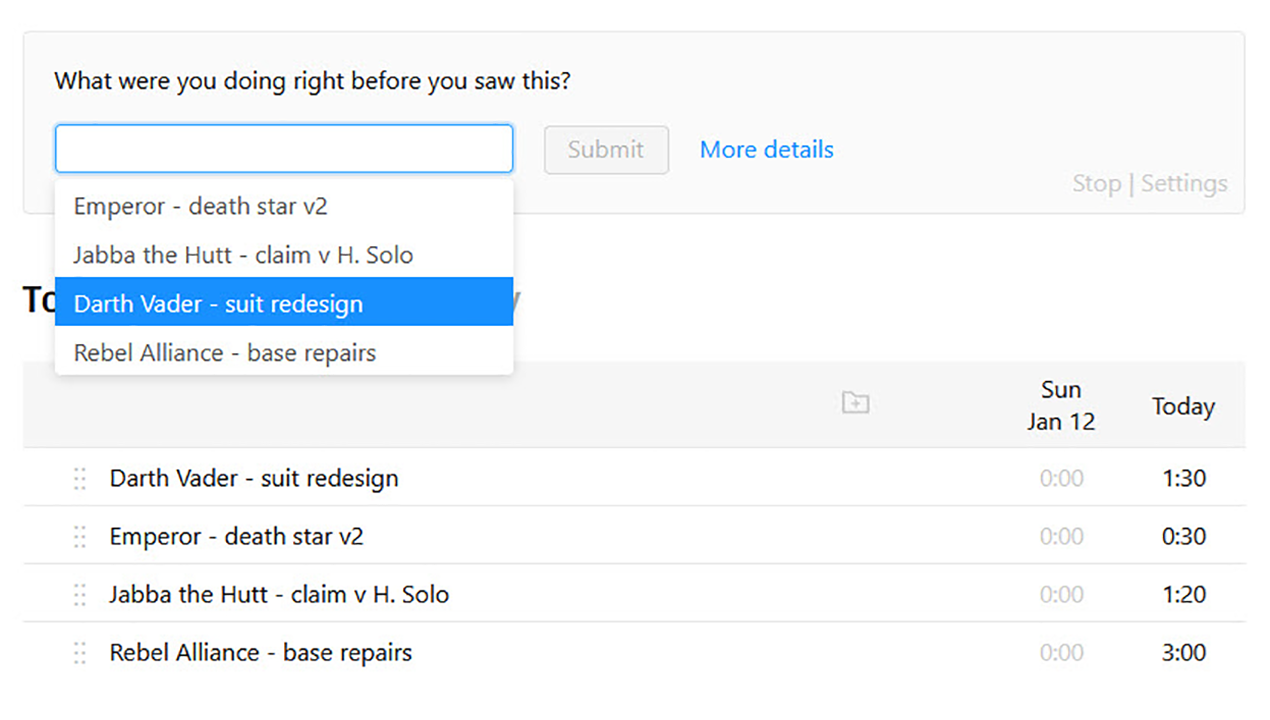 What were you doing right before you saw this?
Submit More details
Stop | Settings
Emperor - death star v2
Jabba the Hutt - claim v H. Solo
Darth Vader - suit redesign
Rebel Alliance - base repairs
Sun
Jan 12 Today
Darth Vader - suit redesign 0:00 1:30
Emperor - death star v2 0:00 0:30
Jabba the Hutt - claim v H. Solo 0:00 1:20
Rebel Alliance - base repairs 0:00 3:00